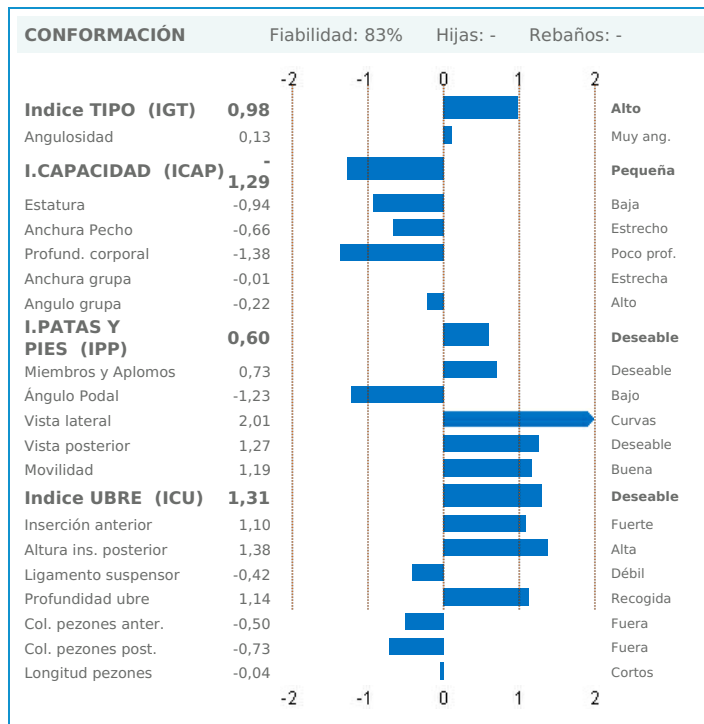 CONFORMACIÓN Fiabilidad: 83% Hijas: - Rebaños: -
-2 -1 0 1 2
Indice TIPO (IGT) 0,98 Alto
Angulosidad 0,13 Muy ang.
I.CAPACIDAD (ICAP) -1,29 Pequeña
Estatura -0,94 Baja
Anchura Pecho -0,66 Estrecho
Profund. corporal -1,38 Poco prof.
Anchura grupa -0,01 Estrecha
Angulo grupa -0,22 Alto
I.PATAS Y
PIES (IPP) 0,60 Deseable
Miembros y Aplomos 0,73 Deseable
Ángulo Podal -1,23 Bajo
Vista lateral 2,01 Curvas
Vista posterior 1,27 Deseable
Movilidad 1,19 Buena
Indice UBRE (ICU) 1,31 Deseable
Inserción anterior 1,10 Fuerte
Altura ins. posterior 1,38 Alta
Ligamento suspensor -0,42 Débil
Profundidad ubre 1,14 Recogida
Col. pezones anter. -0,50 Fuera
Col. pezones post. -0,73 Fuera
Longitud pezones -0,04 Cortos
-2 -1 0 1 2